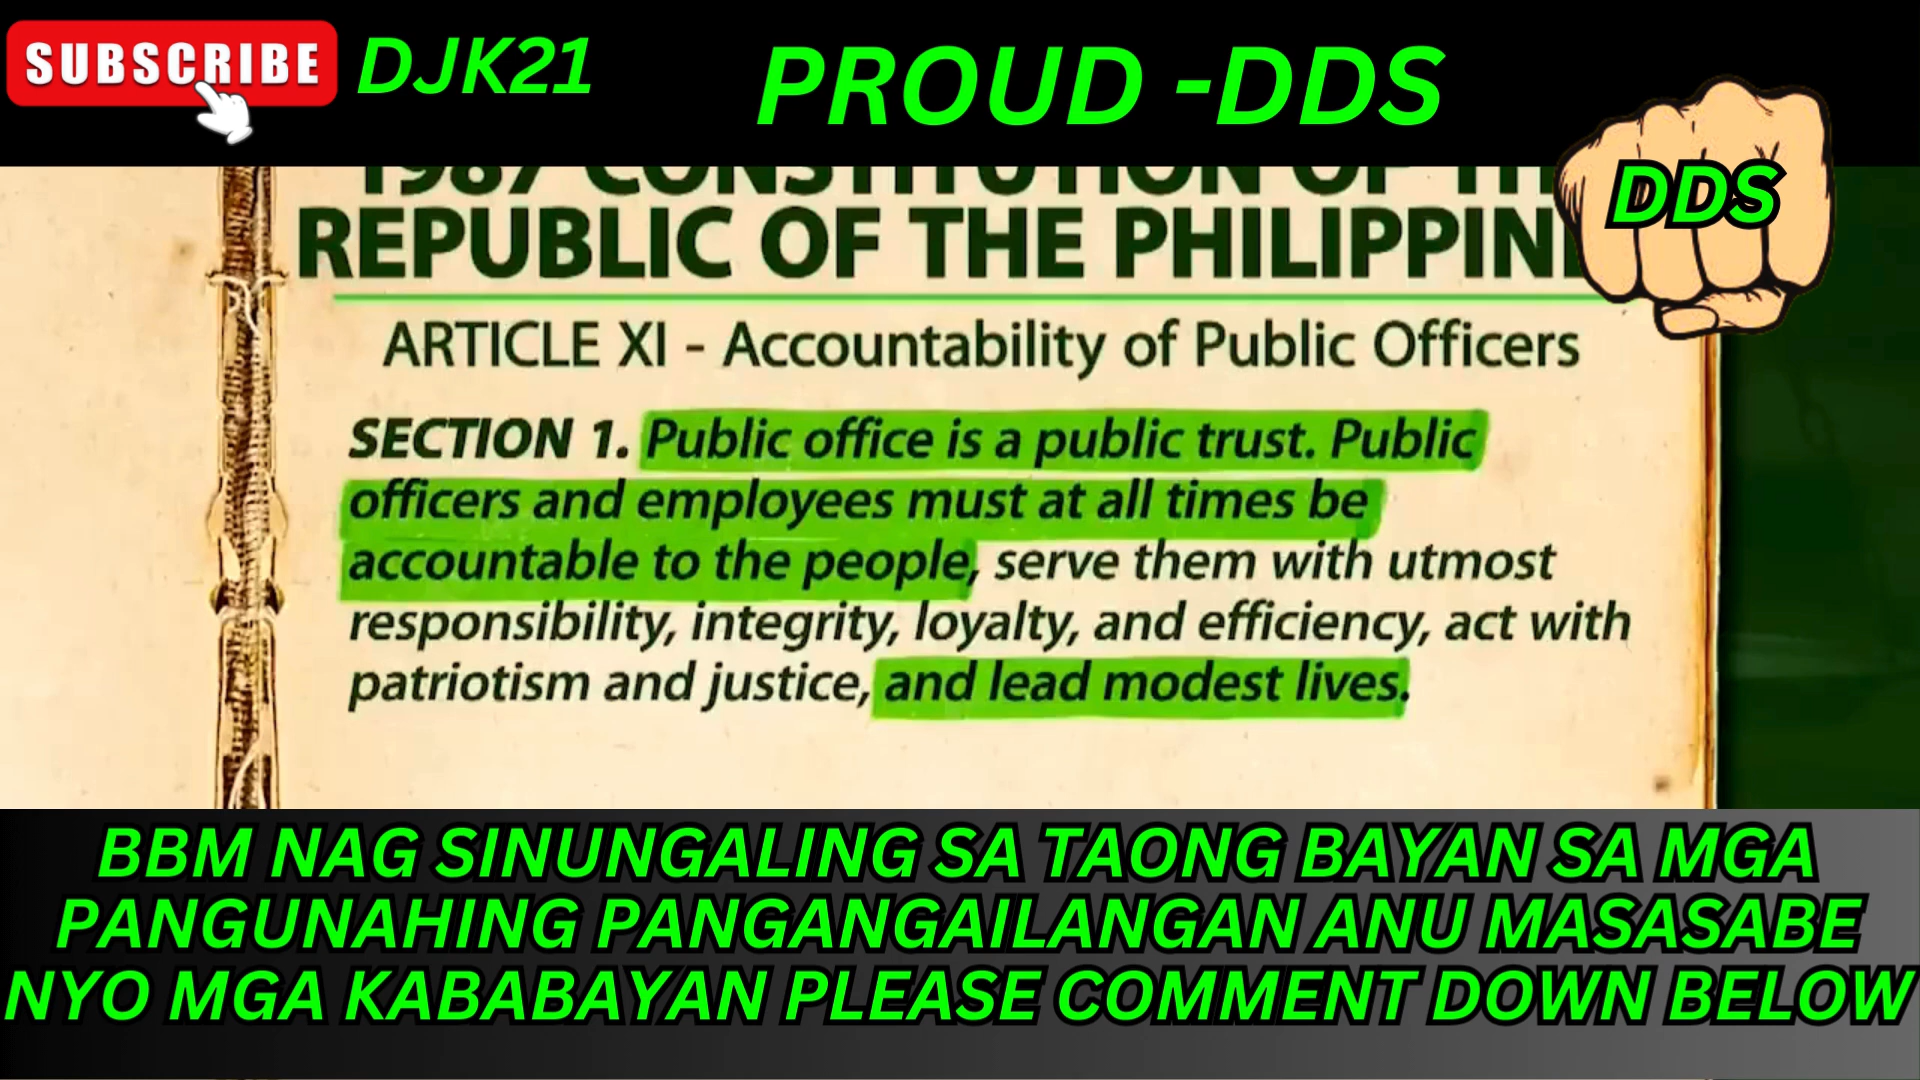 SUBSCRIBE DJK21 PROUD -DDS
DDS
1987 CONSTITUTION OF
REPUBLIC OF THE
ARTICLE XI - Accountability of Public Officers
SECTION 1. Public office is a public trust. Public
officers and employees must at all times be
accountable to the people, serve them with utmost
responsibility, integrity, loyalty, and efficiency, act with
patriotism and justice, and lead modest lives.
BBM NAG SINUNGALING SA TAONG BAYAN SA MGA
PANGUNAHING PANGANGAILANGAN ANU MASASABE
NYO MGA KABABAYAN PLEASE COMMENT DOWN BELOW